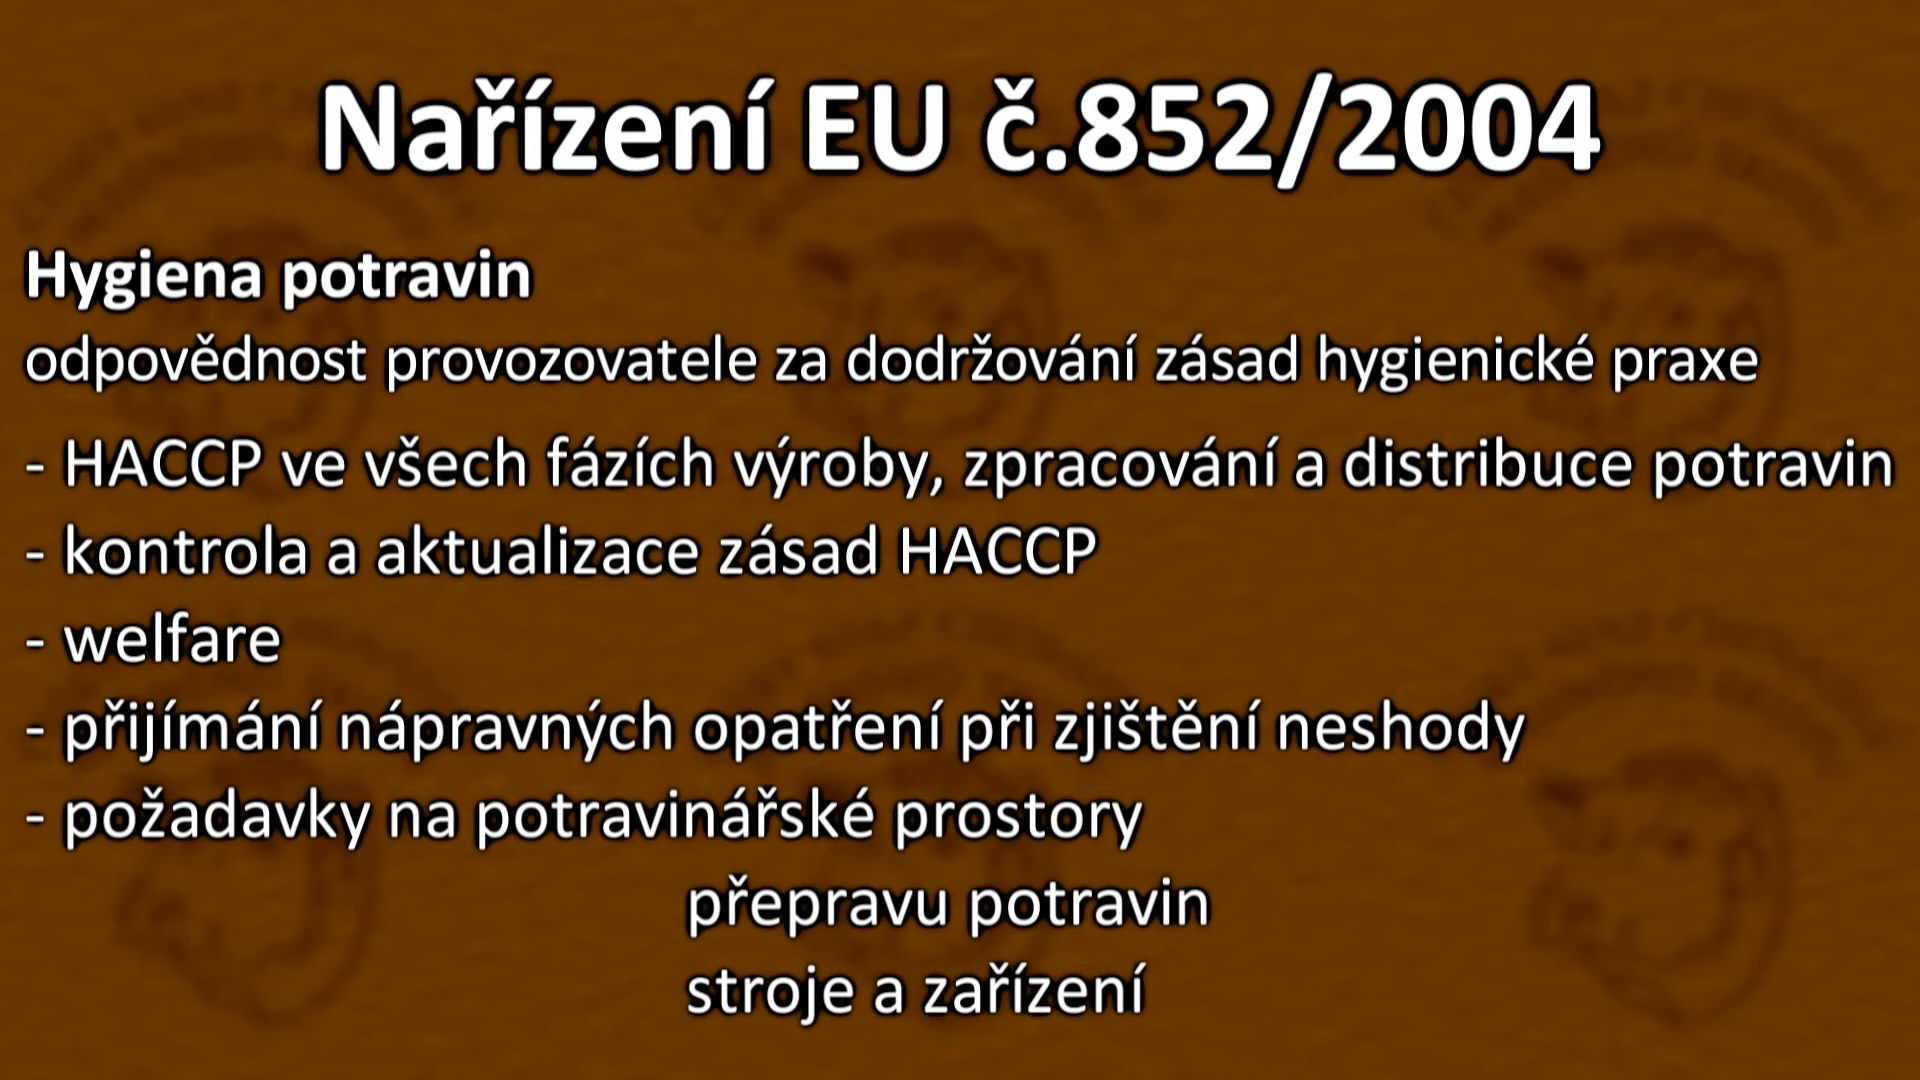 Nařízení EU č.852/2004
Hygiena potravin
odpovědnost provozovatele za dodržování zásad hygienické praxe
- HACCP ve všech fázích výroby, zpracování a distribuce potravin
- kontrola a aktualizace zásad HACCP
- welfare
- přijímání nápravných opatření při zjištění neshody
- požadavky na potravinářské prostory
přepravu potravin
stroje a zařízení